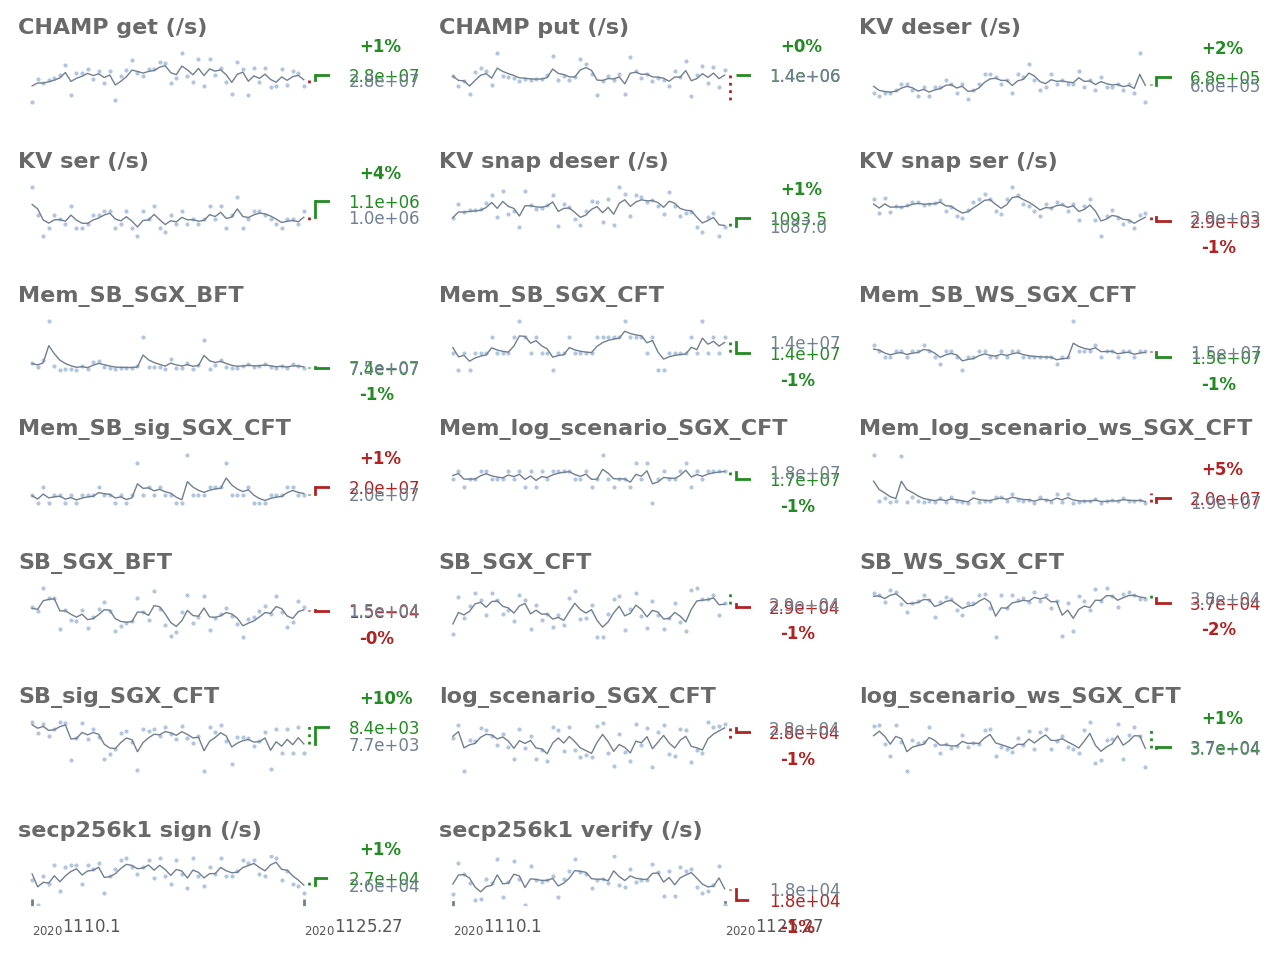 CHAMP get (/s)
+1%
2.8e+07
2.8e+07
CHAMP put (/s)
+0%
1.4e+06
KV deser (/s)
+2%
6.8e+05
6.6e+05
KV ser (/s)
+4%
1.1e+06
1.0e+06
KV snap deser (/s)
+1%
1093.5
1087.0
KV snap ser (/s)
2.9e+03
2.9e+03
-1%
Mem_SB_SGX_BFT
7.4e+07
-1%
Mem_SB_SGX_CFT
1.4e+07
1.4e+07
-1%
Mem_SB_WS_SGX_CFT
1.5e+07
1.5e+07
-1%
Mem_SB_sig_SGX_CFT
+1%
2.0e+07
2.0e+07
Mem_log_scenario_SGX_CFT
1.8e+07
1.7e+07
-1%
Mem_log_scenario_ws_SGX_CFT
+5%
2.0e+07
1.9e+07
SB_SGX_BFT
1.5e+04
-0%
SB_SGX_CFT
2.9e+04
2.9e+04
-1%
SB_WS_SGX_CFT
3.8e+04
3.7e+04
-2%
SB_sig_SGX_CFT
+10%
8.4e+03
7.7e+03
log_scenario_SGX_CFT
2.8e+04
2.8e+04
-1%
log_scenario_ws_SGX_CFT
+1%
3.7e+04
3.7e+04
secp256k1 sign (/s)
+1%
2.7e+04
2.6e+04
2020 1110.1
2020 1125.27
secp256k1 verify (/s)
1.8e+04
1.8e+04
-1%
2020 1110.1
2020 1125.27